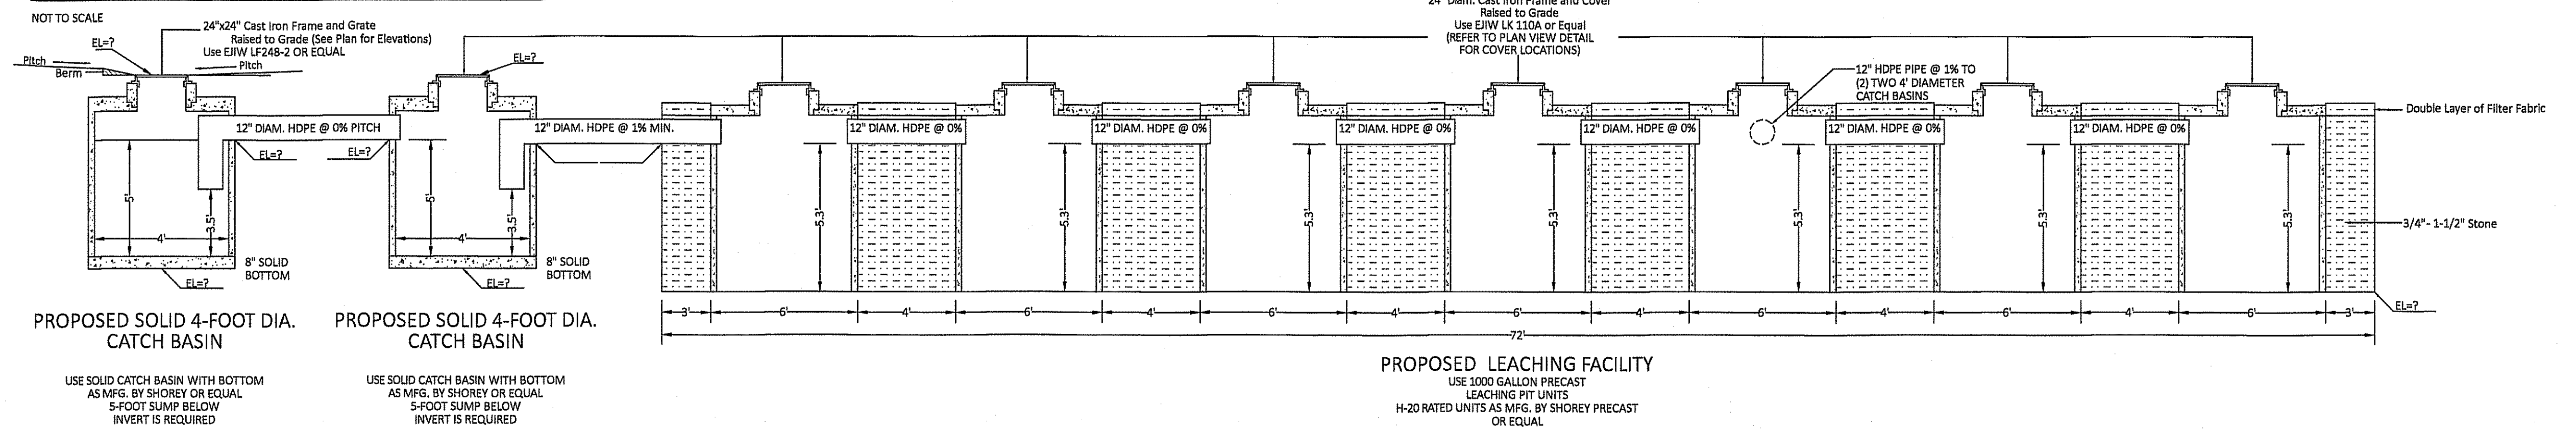 NOT TO SCALE
24"x24" Cast Iron Frame and Grate
Raised to Grade (See Plan for Elevations)
Use EJIW LF248-2 OR EQUAL
EL=?
Pitch
Berm
Pitch
EL=?
24" Diam. Cast Iron Frame and Cover
Raised to Grade
Use EJIW LK 110A or Equal
(REFER TO PLAN VIEW DETAIL
FOR COVER LOCATIONS)
12" HDPE PIPE @ 1% TO
(2) TWO 4' DIAMETER
CATCH BASINS
Double Layer of Filter Fabric
12" DIAM. HDPE @ 0% PITCH
12" DIAM. HDPE @ 1% MIN.
12" DIAM. HDPE @ 0%
12" DIAM. HDPE @ 0%
12" DIAM. HDPE @ 0%
12" DIAM. HDPE @ 0%
12" DIAM. HDPE @ 0%
12" DIAM. HDPE @ 0%
EL=?
EL=?
5'
3.5'
4'
5'
3.5'
4'
5.3'
5.3'
5.3'
5.3'
5.3'
5.3'
5.3'
3/4"- 1-1/2" Stone
8" SOLID
BOTTOM
8" SOLID
BOTTOM
EL=?
EL=?
3'
6'
4'
6'
4'
6'
4'
6'
4'
6'
4'
6'
4'
6'
3'
EL=?
72'
PROPOSED SOLID 4-FOOT DIA.
CATCH BASIN
USE SOLID CATCH BASIN WITH BOTTOM
AS MFG. BY SHOREY OR EQUAL
5-FOOT SUMP BELOW
INVERT IS REQUIRED
PROPOSED SOLID 4-FOOT DIA.
CATCH BASIN
USE SOLID CATCH BASIN WITH BOTTOM
AS MFG. BY SHOREY OR EQUAL
5-FOOT SUMP BELOW
INVERT IS REQUIRED
PROPOSED LEACHING FACILITY
USE 1000 GALLON PRECAST
LEACHING PIT UNITS
H-20 RATED UNITS AS MFG. BY SHOREY PRECAST
OR EQUAL